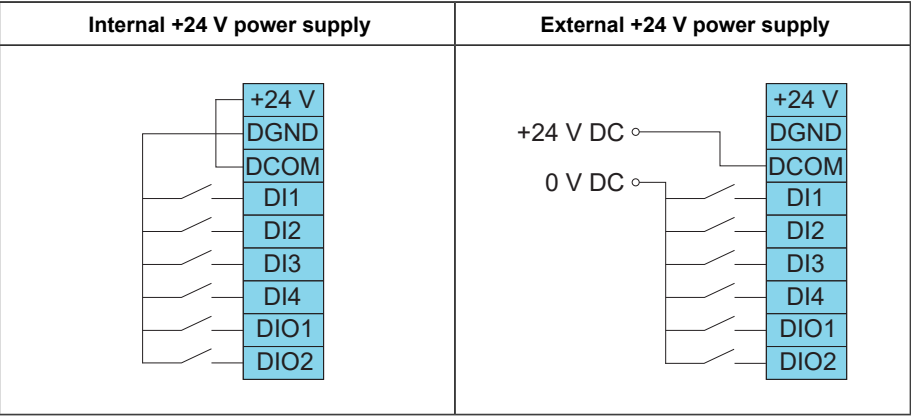 Internal +24 V power supply
External +24 V power supply
+24 V
DGND
DCOM
DI1
DI2
DI3
DI4
DIO1
DIO2
+24 V DC
0 V DC
+24 V
DGND
DCOM
DI1
DI2
DI3
DI4
DIO1
DIO2